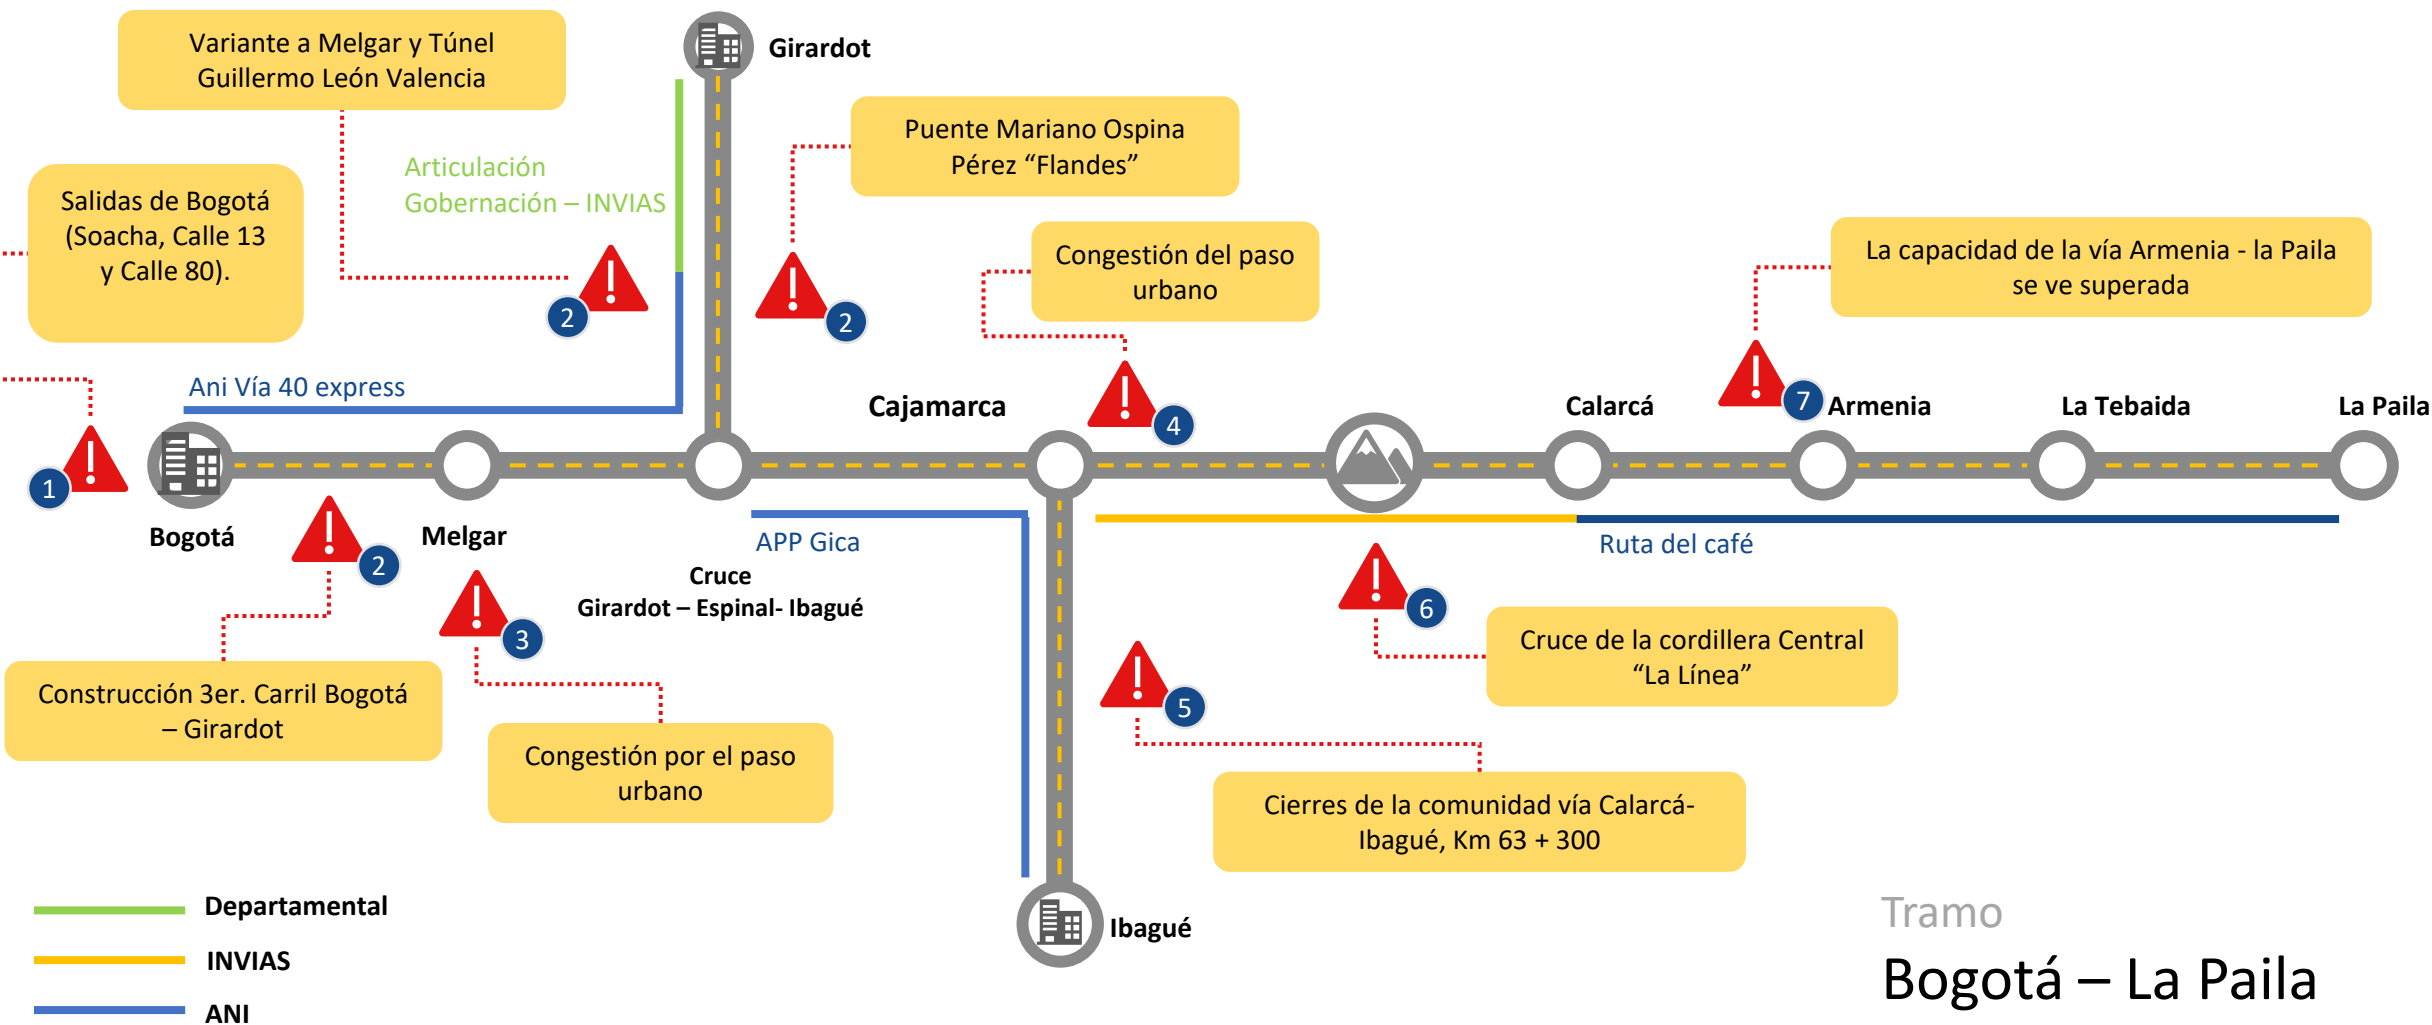 Variante a Melgar y Túnel
Guillermo León Valencia
Girardot
Puente Mariano Ospina
Pérez “Flandes”
Articulación
Gobernación – INVIAS
Salidas de Bogotá
(Soacha, Calle 13
y Calle 80).
Congestión del paso
urbano
La capacidad de la vía Armenia - la Paila
se ve superada
2
2
Ani Vía 40 express
Cajamarca
4
Calarcá
7
Armenia
La Tebaida
La Paila
1
Bogotá
2
Melgar
APP Gica
Ruta del café
Cruce
Girardot – Espinal- Ibagué
3
6
Cruce de la cordillera Central
“La Línea”
5
Construcción 3er. Carril Bogotá
– Girardot
Congestión por el paso
urbano
Cierres de la comunidad vía Calarcá-
Ibagué, Km 63 + 300
Departamental
INVIAS
ANI
Ibagué
Tramo
Bogotá – La Paila